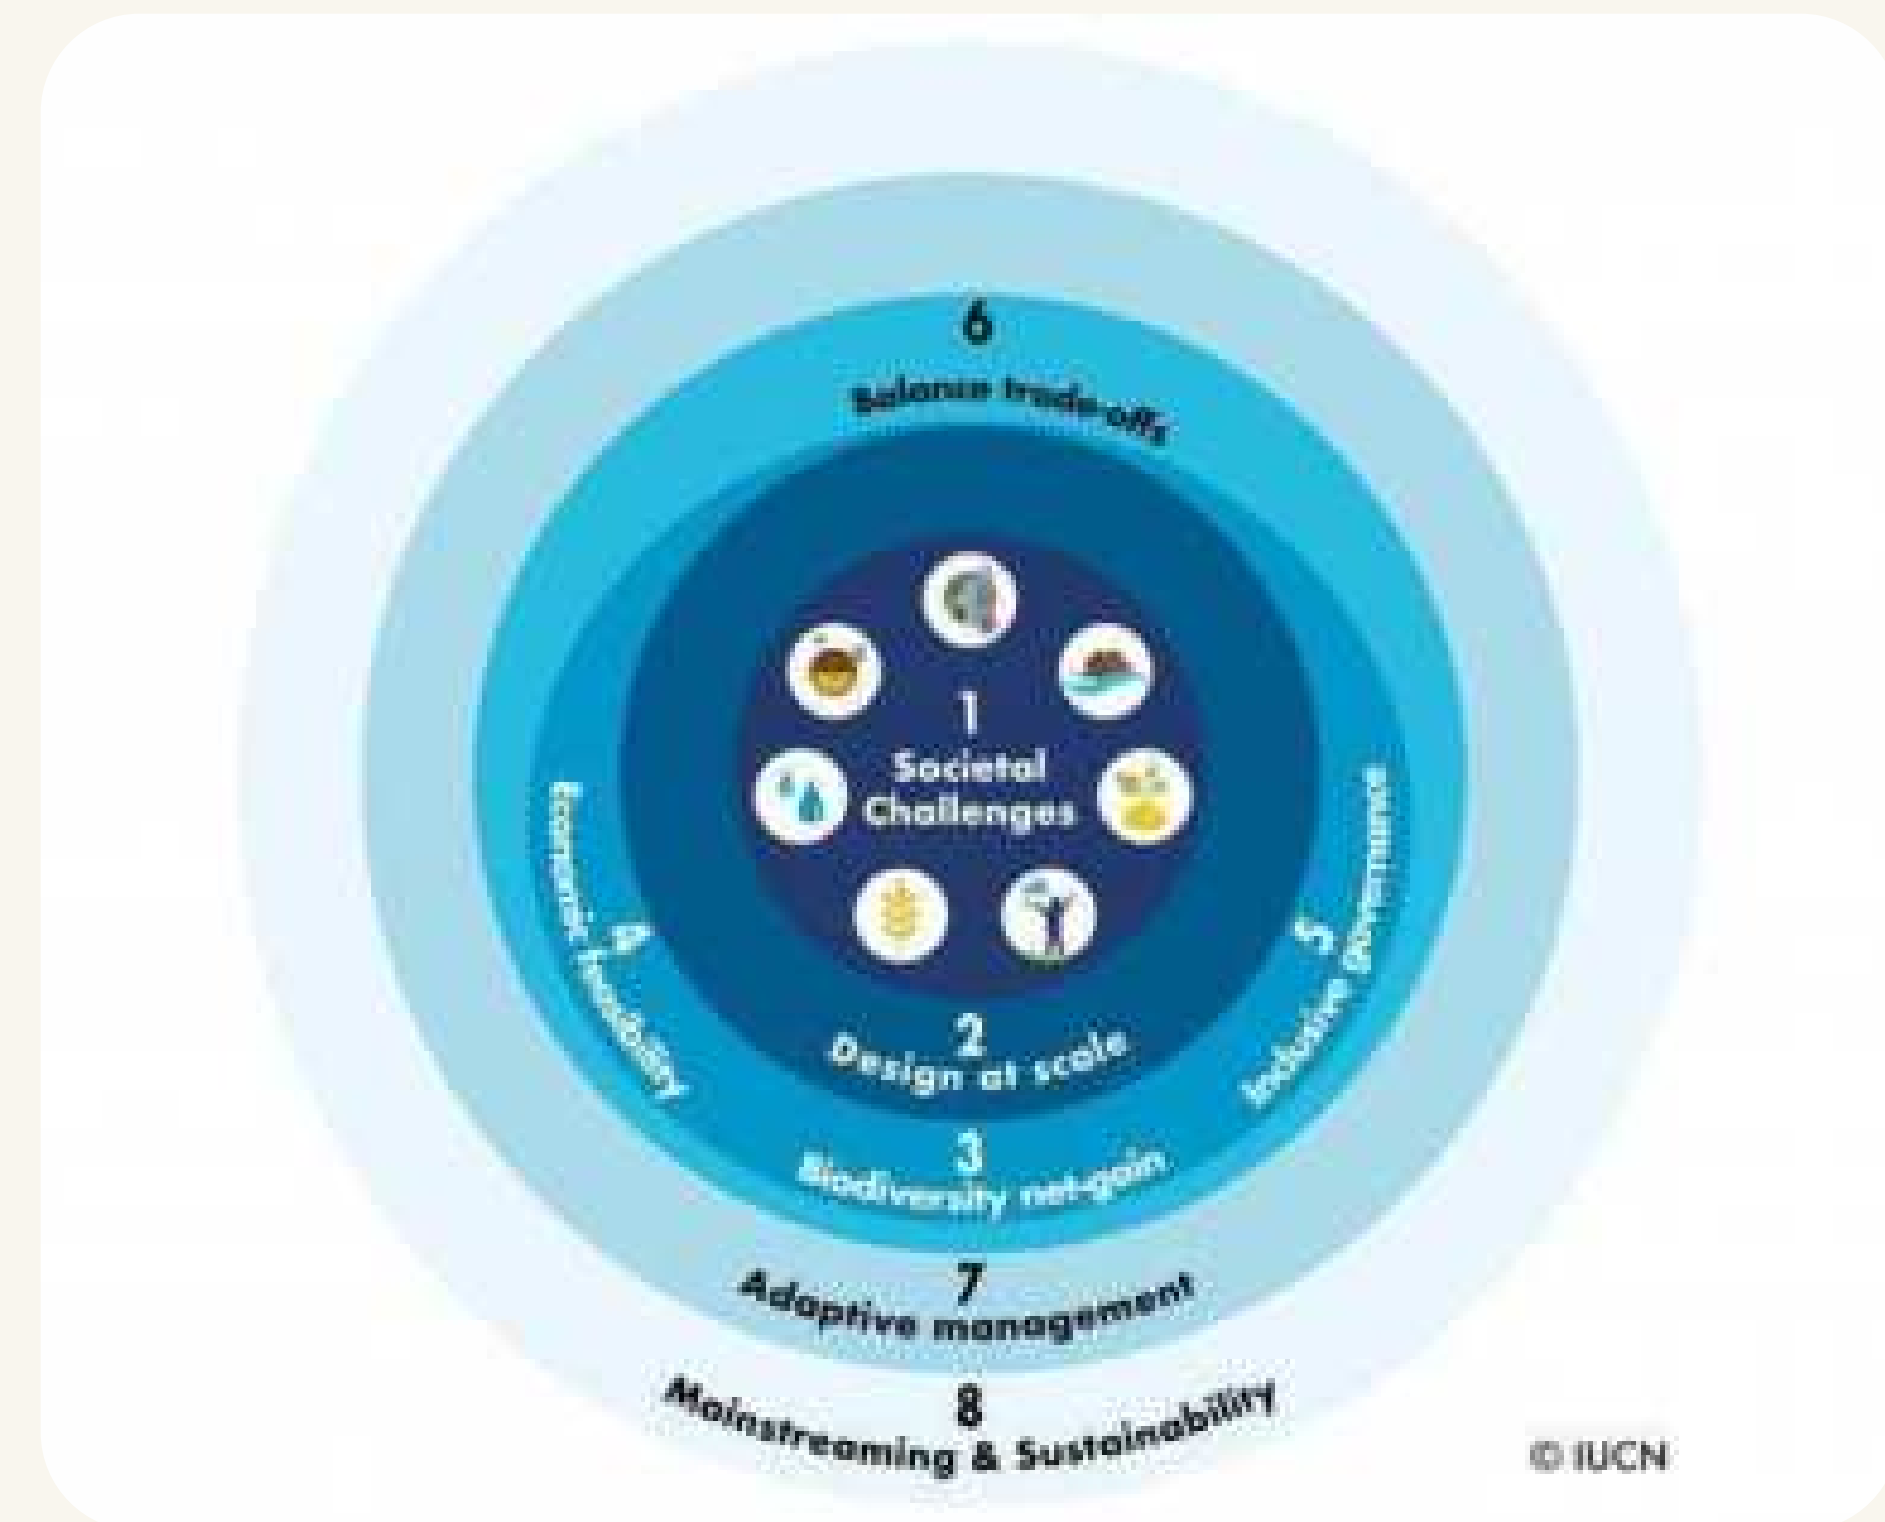 6
Balance trade-offs
1
Societal
Challenges
4
Economic feasibility
5
Inclusive governance
2
Design at scale
3
Biodiversity net-gain
7
Adaptive management
8
Mainstreaming & Sustainability
© IUCN